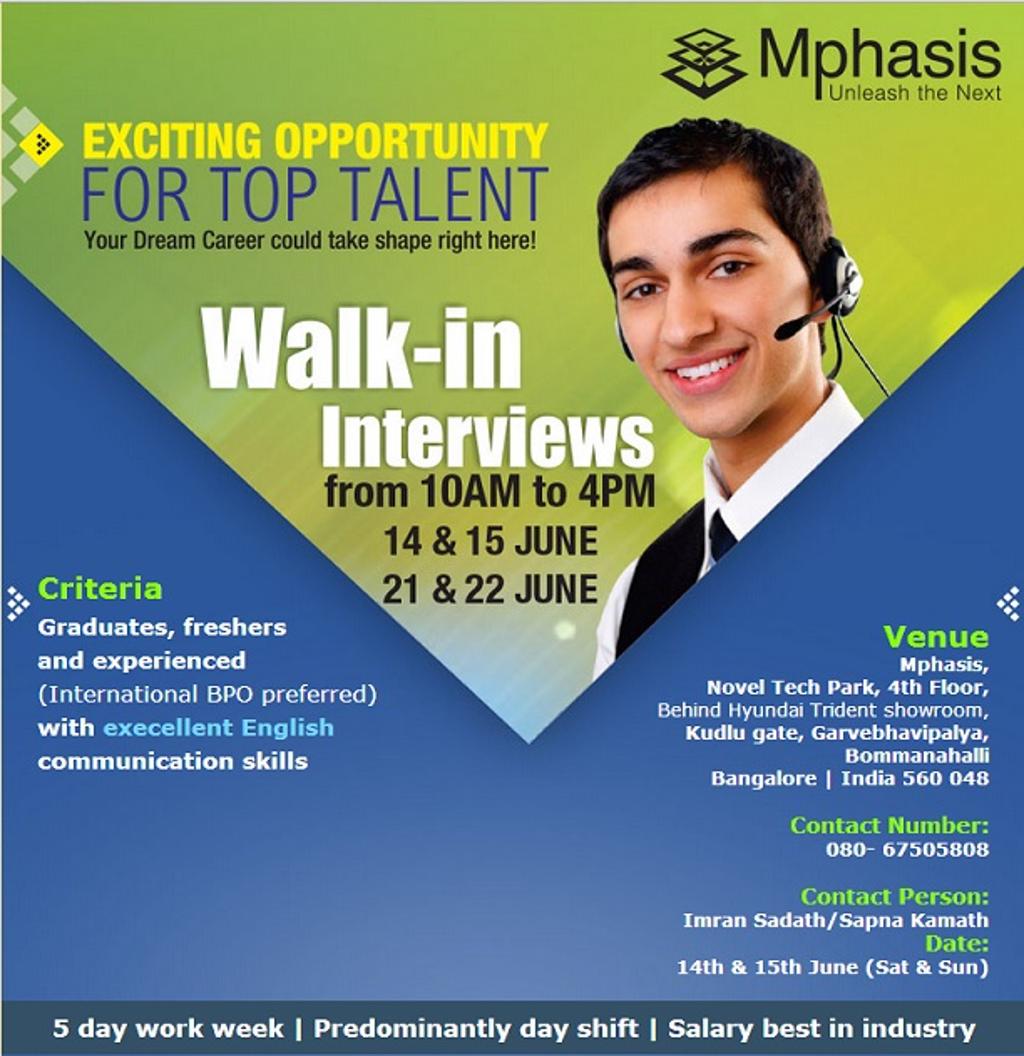 Mphasis
Unleash the Next
EXCITING OPPORTUNITY
FOR TOP TALENT
Your Dream Career could take shape right here!
Walk-in
Interviews
from 10AM to 4PM
14 & 15 JUNE
21 & 22 JUNE
Criteria
Graduates, freshers
and experienced
(International BPO preferred)
with execellent English
communication skills
Venue
Mphasis,
Novel Tech Park, 4th Floor,
Behind Hyundai Trident showroom,
Kudlu gate, Garvebhavipalya,
Bommanahalli
Bangalore | India 560 048
Contact Number:
080- 67505808
Contact Person:
Imran Sadath/Sapna Kamath
Date:
14th & 15th June (Sat & Sun)
5 day work week | Predominantly day shift | Salary best in industry